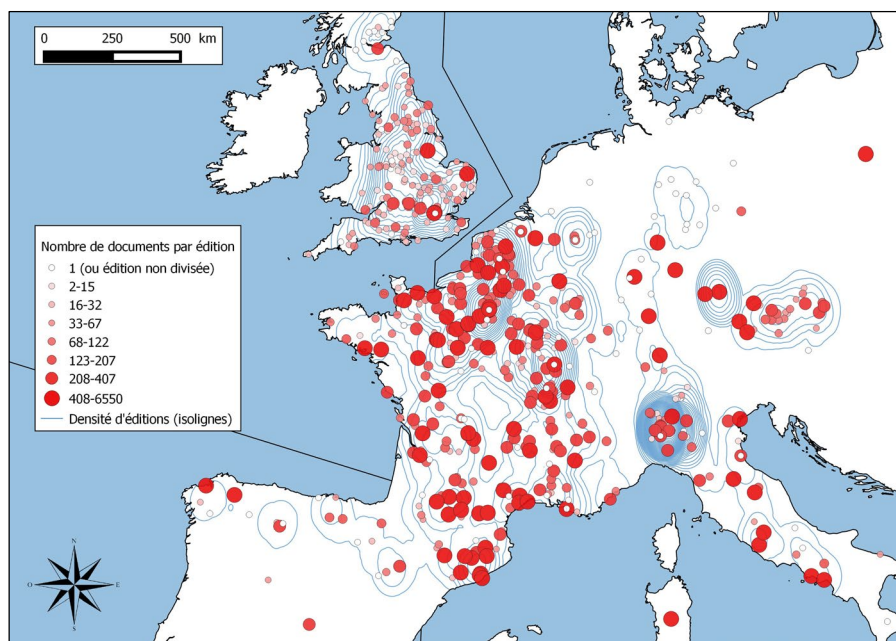 0 250 500 km
Nombre de documents par édition
1 (ou édition non divisée)
2-15
16-32
33-67
68-122
123-207
208-407
408-6550
Densité d'éditions (isolignes)
N
O E
S